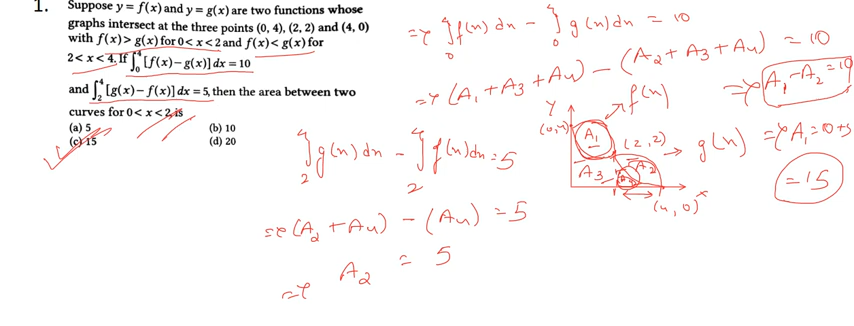 1. Suppose y = f(x) and y = g(x) are two functions whose
graphs intersect at the three points (0, 4), (2, 2) and (4, 0)
with f(x) > g(x) for 0 < x < 2 and f(x) < g(x) for
2 < x < 4. If ∫₀⁴ [f(x) − g(x)] dx = 10
and ∫₂⁴ [g(x) − f(x)] dx = 5, then the area between two
curves for 0 < x < 2, is
(a) 5 (b) 10
(c) 15 (d) 20
=> ∫₀⁴ f(x) dx − ∫₀⁴ g(x) dx = 10
=> (A₁ + A₃ + A₄) − (A₂ + A₃ + A₄) = 10
=> A₁ − A₂ = 10
=> A₁ = 10 + 5
= 15
Y
f(x)
(0, 4)
A₁
(2, 2)
g(x)
A₃
A₂
A₄
x
(4, 0)
∫₂⁴ g(x) dx − ∫₂⁴ f(x) dx = 5
=> (A₂ + A₄) − (A₄) = 5
=> A₂ = 5